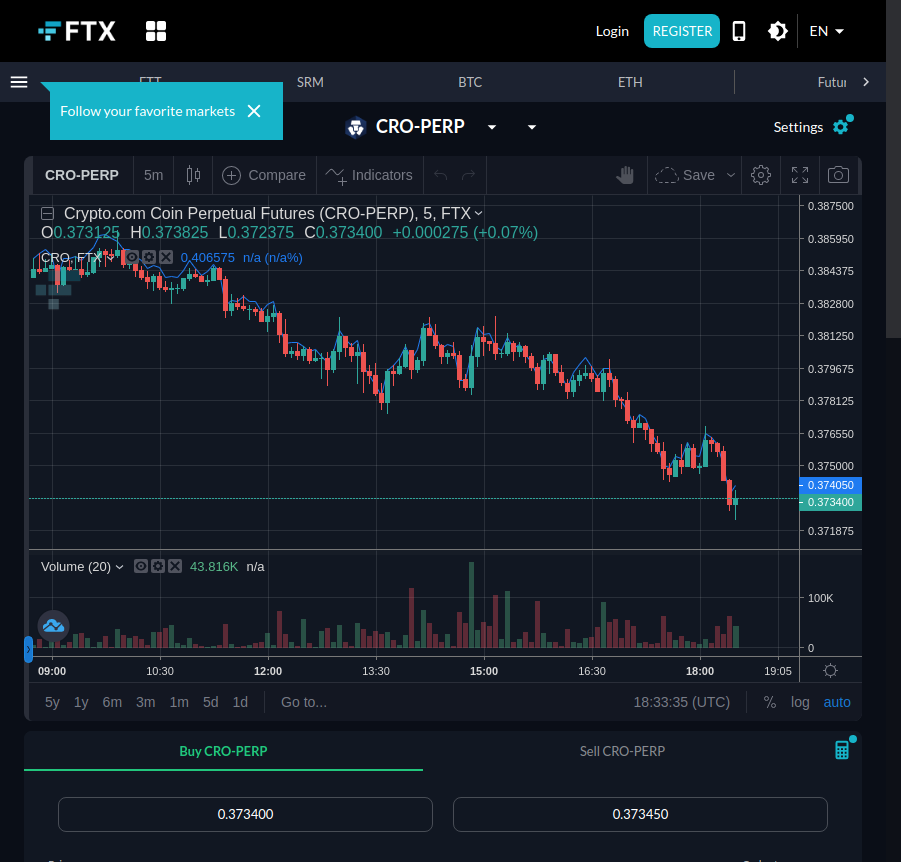 FTX
Login
REGISTER
EN
FTT
SRM
BTC
ETH
Futur
Follow your favorite markets
CRO-PERP
Settings
CRO-PERP
5m
Compare
Indicators
Save
Crypto.com Coin Perpetual Futures (CRO-PERP), 5, FTX
O0.373125 H0.373825 L0.372375 C0.373400 +0.000275 (+0.07%)
CRO, FTX 0.406575 n/a (n/a%)
0.387500
0.385950
0.384375
0.382800
0.381250
0.379675
0.378125
0.376550
0.375000
0.374050
0.373400
0.371875
Volume (20) 43.816K n/a
100K
0
09:00 10:30 12:00 13:30 15:00 16:30 18:00 19:05
5y 1y 6m 3m 1m 5d 1d Go to... 18:33:35 (UTC) % log auto
Buy CRO-PERP
Sell CRO-PERP
0.373400
0.373450